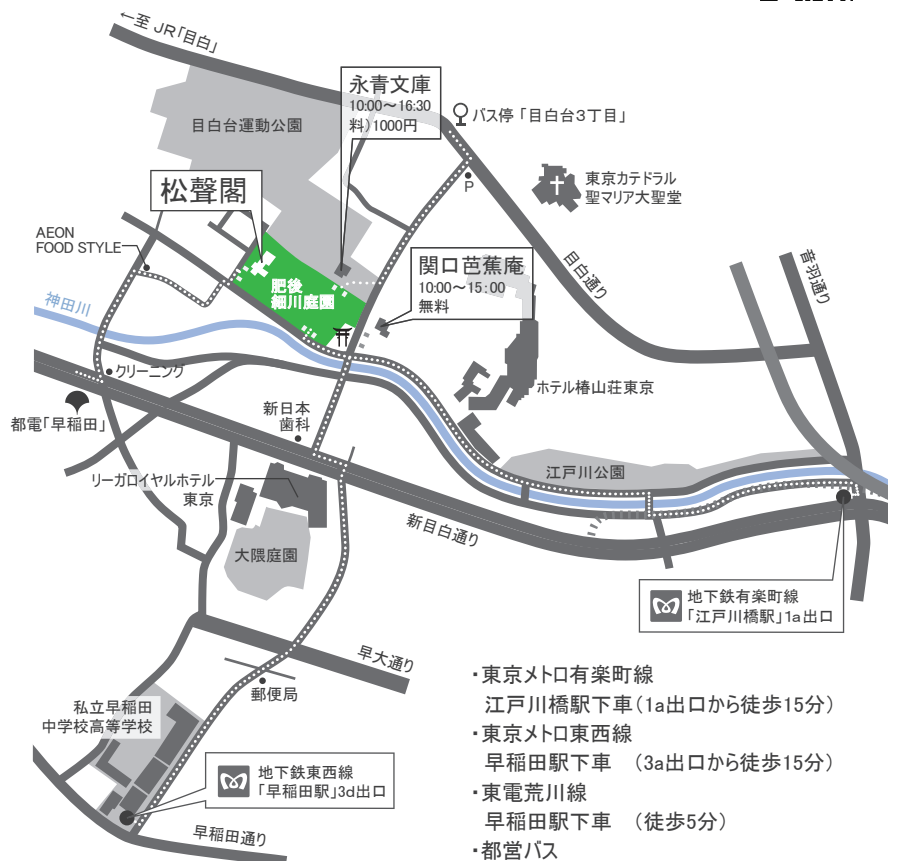 ←至 JR「目白」
永青文庫
10:00〜16:30
料）1000円
目白台運動公園
バス停 「目白台3丁目」
P
松聲閣
東京カテドラル
聖マリア大聖堂
AEON
FOOD STYLE
関口芭蕉庵
10:00〜15:00
無料
目白通り
音羽通り
肥後
細川庭園
神田川
クリーニング
ホテル椿山荘東京
都電「早稲田」
新日本
歯科
リーガロイヤルホテル
東京
江戸川公園
新目白通り
大隈庭園
地下鉄有楽町線
「江戸川橋駅」1a出口
早大通り
郵便局
私立早稲田
中学校高等学校
地下鉄東西線
「早稲田駅」3d出口
早稲田通り
・東京メトロ有楽町線
江戸川橋駅下車（1a出口から徒歩15分）
・東京メトロ東西線
早稲田駅下車　（3a出口から徒歩15分）
・東電荒川線
早稲田駅下車　（徒歩5分）
・都営バス